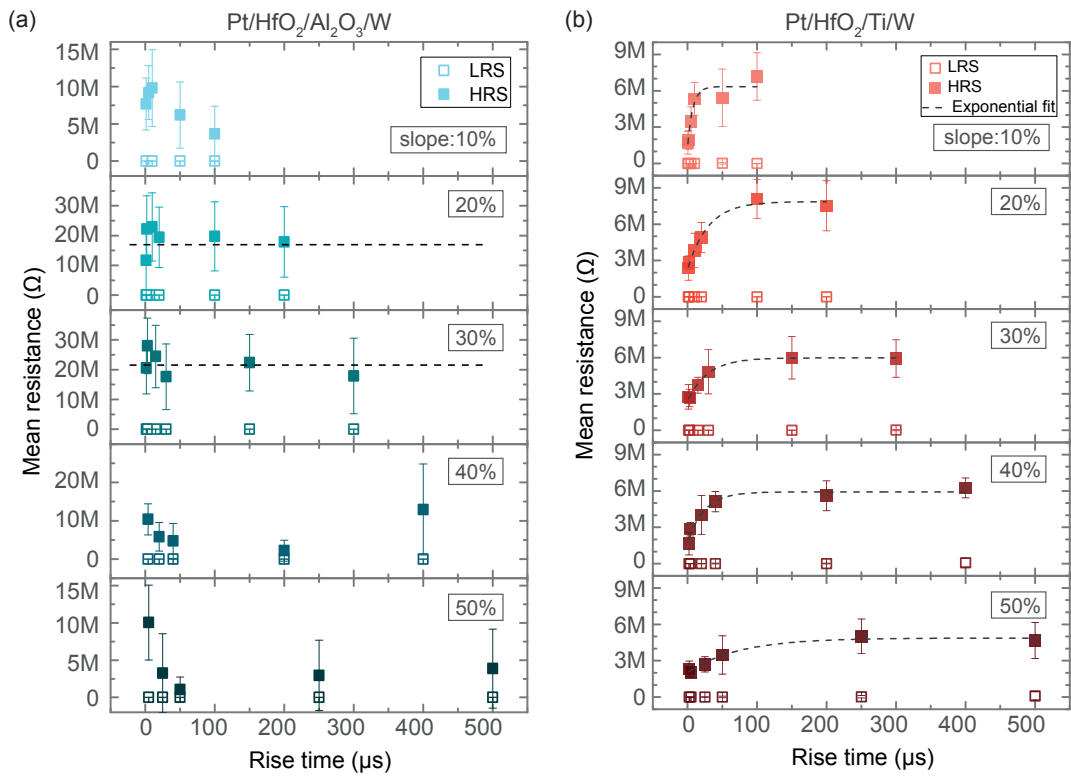 (a)
Pt/HfO2/Al2O3/W
15M
10M
5M
0
LRS
HRS
slope:10%
30M
20M
10M
0
20%
30M
20M
10M
0
30%
20M
10M
0
40%
15M
10M
5M
0
50%
Mean resistance (Ω)
0 100 200 300 400 500
Rise time (μs)
(b)
Pt/HfO2/Ti/W
9M
6M
3M
0
LRS
HRS
Exponential fit
slope:10%
9M
6M
3M
0
20%
9M
6M
3M
0
30%
9M
6M
3M
0
40%
9M
6M
3M
0
50%
Mean resistance (Ω)
0 100 200 300 400 500
Rise time (μs)